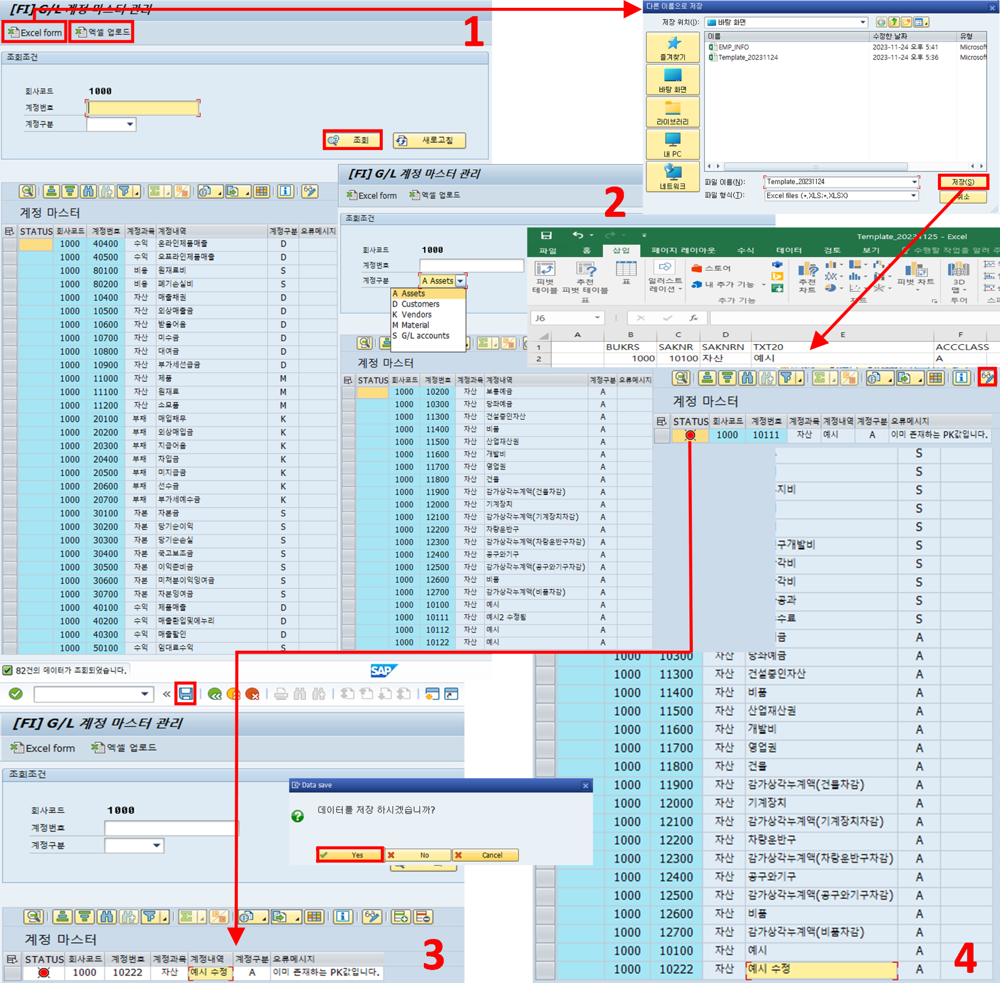 [FI] G/L 계정 마스터 관리
Excel form 엑셀 업로드
1
조회조건
회사코드 1000
계정번호
계정구분
조회 새로고침
계정 마스터
STATUS 회사코드 계정번호 계정과목 계정내역 계정구분 오류메시지
1000 40400 수익 온라인제품매출 D
1000 40500 수익 오프라인제품매출 D
1000 80100 비용 원재료비 S
1000 80200 비용 폐기손실비 S
1000 10400 자산 매출채권 D
1000 10500 자산 외상매출금 D
1000 10600 자산 받을어음 D
1000 10700 자산 미수금 D
1000 10800 자산 대여금 D
1000 10900 자산 부가세선급금 D
1000 11000 자산 제품 M
1000 11100 자산 원재료 M
1000 11200 자산 소모품 M
1000 20100 부채 매입채무 K
1000 20200 부채 외상매입금 K
1000 20300 부채 지급어음 K
1000 20400 부채 차입금 K
1000 20500 부채 미지급금 K
1000 20600 부채 선수금 K
1000 20700 부채 부가세예수금 K
1000 30100 자본 자본금 S
1000 30200 자본 당기순이익 S
1000 30300 자본 당기순손실 S
1000 30400 자본 국고보조금 S
1000 30500 자본 이익준비금 S
1000 30600 자본 미처분이익잉여금 S
1000 30700 자본 자본잉여금 S
1000 40100 수익 제품매출 D
1000 40200 수익 매출환입및에누리 D
1000 40300 수익 매출할인 D
1000 50100 수익 임대료수익 S
82건의 데이터가 조회되었습니다.
SAP
다른 이름으로 저장
저장 위치(I): 바탕 화면
이름 수정한 날짜 유형
EMP_INFO 2023-11-24 오후 5:41 Microsoft
Template_20231124 2023-11-24 오후 5:36 Microsoft
즐겨찾기
바탕 화면
라이브러리
내 PC
네트워크
파일 이름(N): Template_20231124 저장(S)
파일 형식(T): Excel files (*,XLS;*,XLSX) 취소
[FI] G/L 계정 마스터 관리
Excel form 엑셀 업로드
2
조회조건
회사코드 1000
계정번호
계정구분 A Assets
A Assets
D Customers
K Vendors
M Material
S G/L accounts
계정 마스터
STATUS 회사코드 계정번호 계정과목 계정내역 계정구분 오류메시지
1000 10200 자산 보통예금 A
1000 10300 자산 당좌예금 A
1000 11300 자산 건설중인자산 A
1000 11400 자산 비품 A
1000 11500 자산 산업재산권 A
1000 11600 자산 개발비 A
1000 11700 자산 영업권 A
1000 11800 자산 건물 A
1000 11900 자산 감가상각누계액(건물차감) A
1000 12000 자산 기계장치 A
1000 12100 자산 감가상각누계액(기계장치차감) A
1000 12200 자산 차량운반구 A
1000 12300 자산 감가상각누계액(차량운반구차감) A
1000 12400 자산 공구와기구 A
1000 12500 자산 감가상각누계액(공구와기구차감) A
1000 12600 자산 비품 A
1000 12700 자산 감가상각누계액(비품차감) A
1000 10100 자산 예시 A
1000 10111 자산 예시2 수정됨 A
1000 10112 자산 예시 A
1000 10122 자산 예시 A
Template_20231125 - Excel
파일 홈 삽입 페이지 레이아웃 수식 데이터 검토 보기 수행할 작업을 알려 주
피벗 테이블 추천 피벗 테이블 표 일러스트레이션 스토어 내 추가 기능 추천 차트 피벗 차트 3D 맵
표 추가 기능 차트 투어 스파
J6 fx
A B C D E F
1 BUKRS SAKNR SAKNRN TXT20 ACCCLASS
2 1000 10100 자산 예시 A
계정 마스터
STATUS 회사코드 계정번호 계정과목 계정내역 계정구분 오류메시지
1000 10111 자산 예시 A 이미 존재하는 PK값입니다.
S
S
지비 S
S
S
구개발비 S
각비 S
각비 S
공과 S
수료 S
금 A
1000 10300 자산 당좌예금 A
1000 11300 자산 건설중인자산 A
1000 11400 자산 비품 A
1000 11500 자산 산업재산권 A
1000 11600 자산 개발비 A
1000 11700 자산 영업권 A
1000 11800 자산 건물 A
1000 11900 자산 감가상각누계액(건물차감) A
1000 12000 자산 기계장치 A
1000 12100 자산 감가상각누계액(기계장치차감) A
1000 12200 자산 차량운반구 A
1000 12300 자산 감가상각누계액(차량운반구차감) A
1000 12400 자산 공구와기구 A
1000 12500 자산 감가상각누계액(공구와기구차감) A
1000 12600 자산 비품 A
1000 12700 자산 감가상각누계액(비품차감) A
1000 10100 자산 예시 A
1000 10222 자산 예시 수정 A
4
[FI] G/L 계정 마스터 관리
Excel form 엑셀 업로드
조회조건
회사코드 1000
계정번호
계정구분
Data save
데이터를 저장 하시겠습니까?
Yes No Cancel
계정 마스터
3
STATUS 회사코드 계정번호 계정과목 계정내역 계정구분 오류메시지
1000 10222 자산 예시 수정 A 이미 존재하는 PK값입니다.